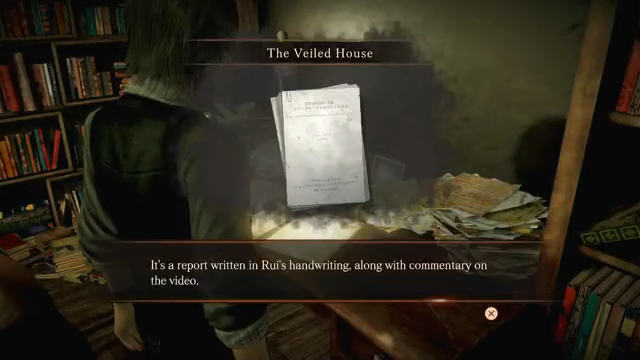 The Veiled House
It's a report written in Rui's handwriting, along with commentary on
the video.